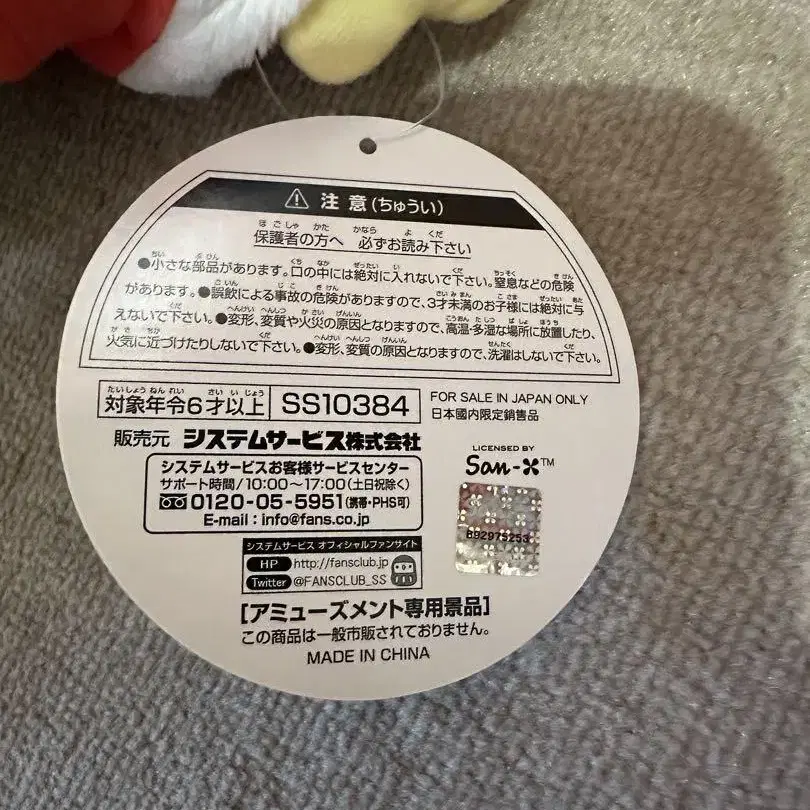 ⚠ 注意(ちゅうい)
保護者の方へ 必ずお読み下さい
●小さな部品があります。口の中には絶対に入れないで下さい。窒息などの危険
があります。●誤飲による事故の危険がありますので、3才未満のお子様には絶対に与
えないで下さい。●変形、変質や火災の原因となりますので、高温・多湿な場所に放置したり、
火気に近づけたりしないで下さい。●変形、変質の原因となりますので、洗濯はしないで下さい。
対象年令6才以上 SS10384
FOR SALE IN JAPAN ONLY
日本國内限定銷售品
販売元 システムサービス株式会社
システムサービスお客様サービスセンター
サポート時間/10:00~17:00(土日祝除く)
0120-05-5951(携帯・PHS可)
E-mail:info@fans.co.jp
LICENSED BY
San-X™
B92975253
システムサービス オフィシャルファンサイト
HP http://fansclub.jp
Twitter @FANSCLUB_SS
[アミューズメント専用景品]
この商品は一般市販されておりません。
MADE IN CHINA